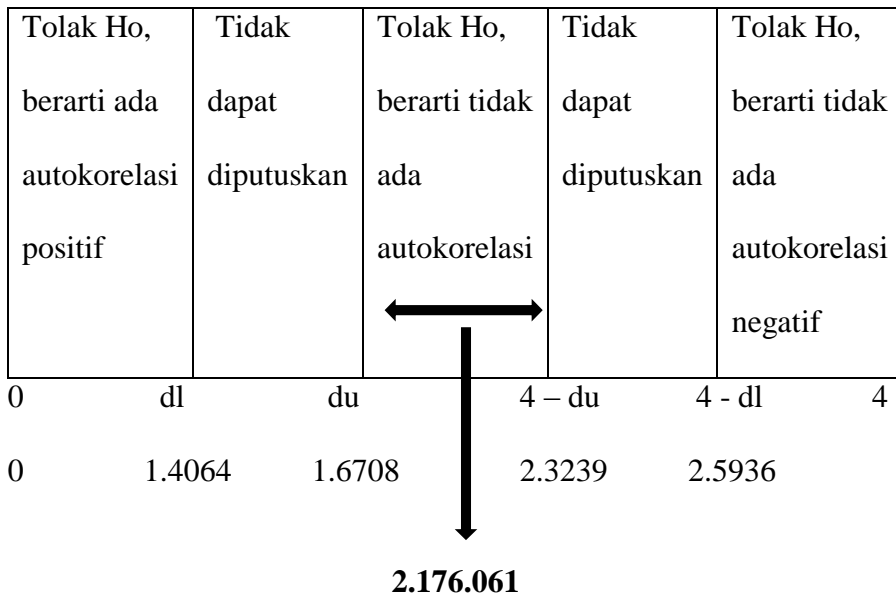 Tolak Ho,
berarti ada
autokorelasi
positif
Tidak
dapat
diputuskan
Tolak Ho,
berarti tidak
ada
autokorelasi
Tidak
dapat
diputuskan
Tolak Ho,
berarti tidak
ada
autokorelasi
negatif
0 dl du 4 – du 4 - dl 4
0 1.4064 1.6708 2.3239 2.5936
2.176.061